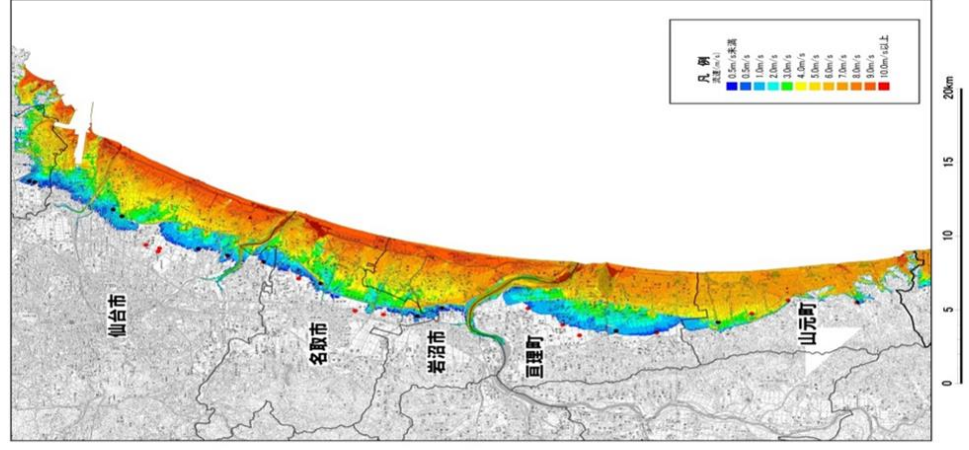 凡 例
流速(m/s)
0.5m/s未満
0.5m/s
1.0m/s
2.0m/s
3.0m/s
4.0m/s
5.0m/s
6.0m/s
7.0m/s
8.0m/s
9.0m/s
10.0m/s以上
仙台市
名取市
岩沼市
亘理町
山元町
0
5
10
15
20km